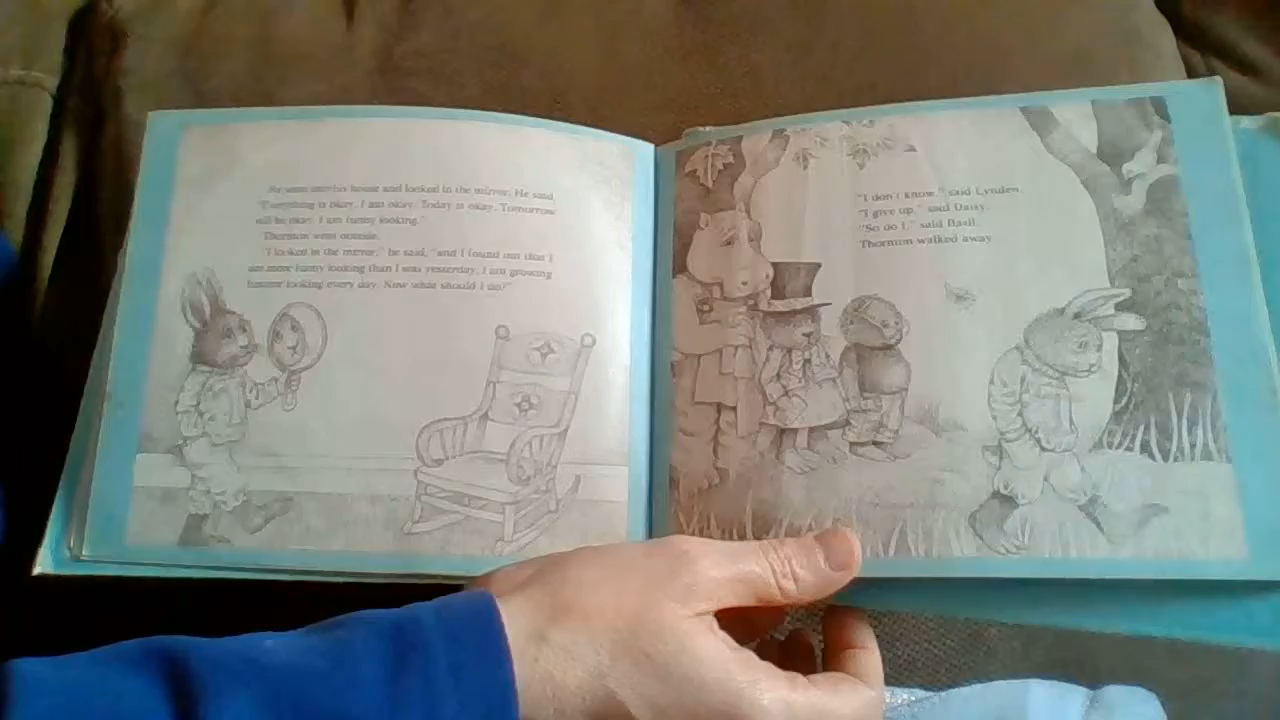 He went into his house and looked in the mirror. He said,
"Everything is okay. I am okay. Today is okay. Tomorrow
will be okay. I am funny looking."
Thornton went outside.
"I looked in the mirror," he said, "and I found out that I
am more funny looking than I was yesterday. I am growing
funnier looking every day. Now what should I do?"
"I don't know," said Lynden.
"I give up," said Daisy.
"So do I," said Basil.
Thornton walked away